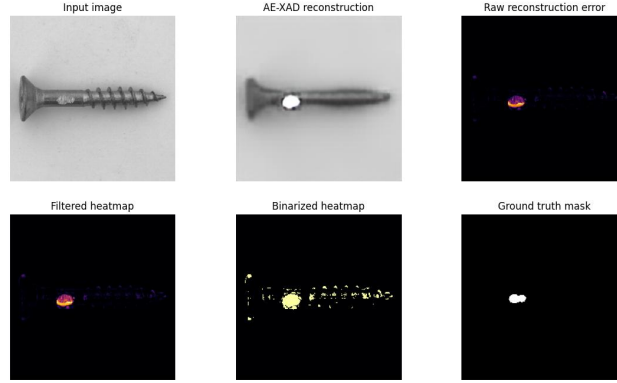 Input image
AE-XAD reconstruction
Raw reconstruction error
Filtered heatmap
Binarized heatmap
Ground truth mask